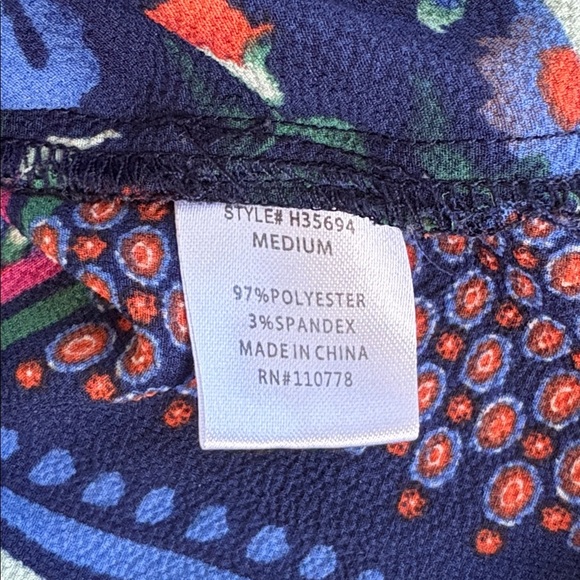 STYLE# H35694
MEDIUM
97%POLYESTER
3%SPANDEX
MADE IN CHINA
RN#110778